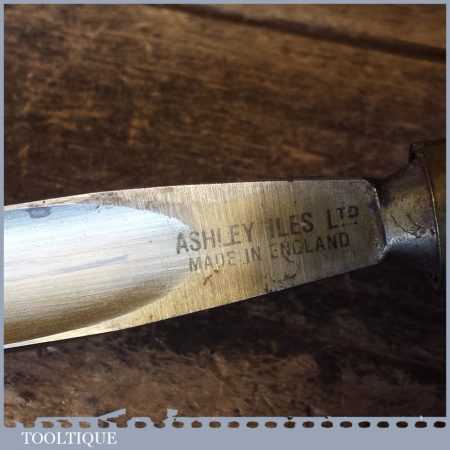 ASHLEY ILES LTD
MADE IN ENGLAND
TOOLTIQUE